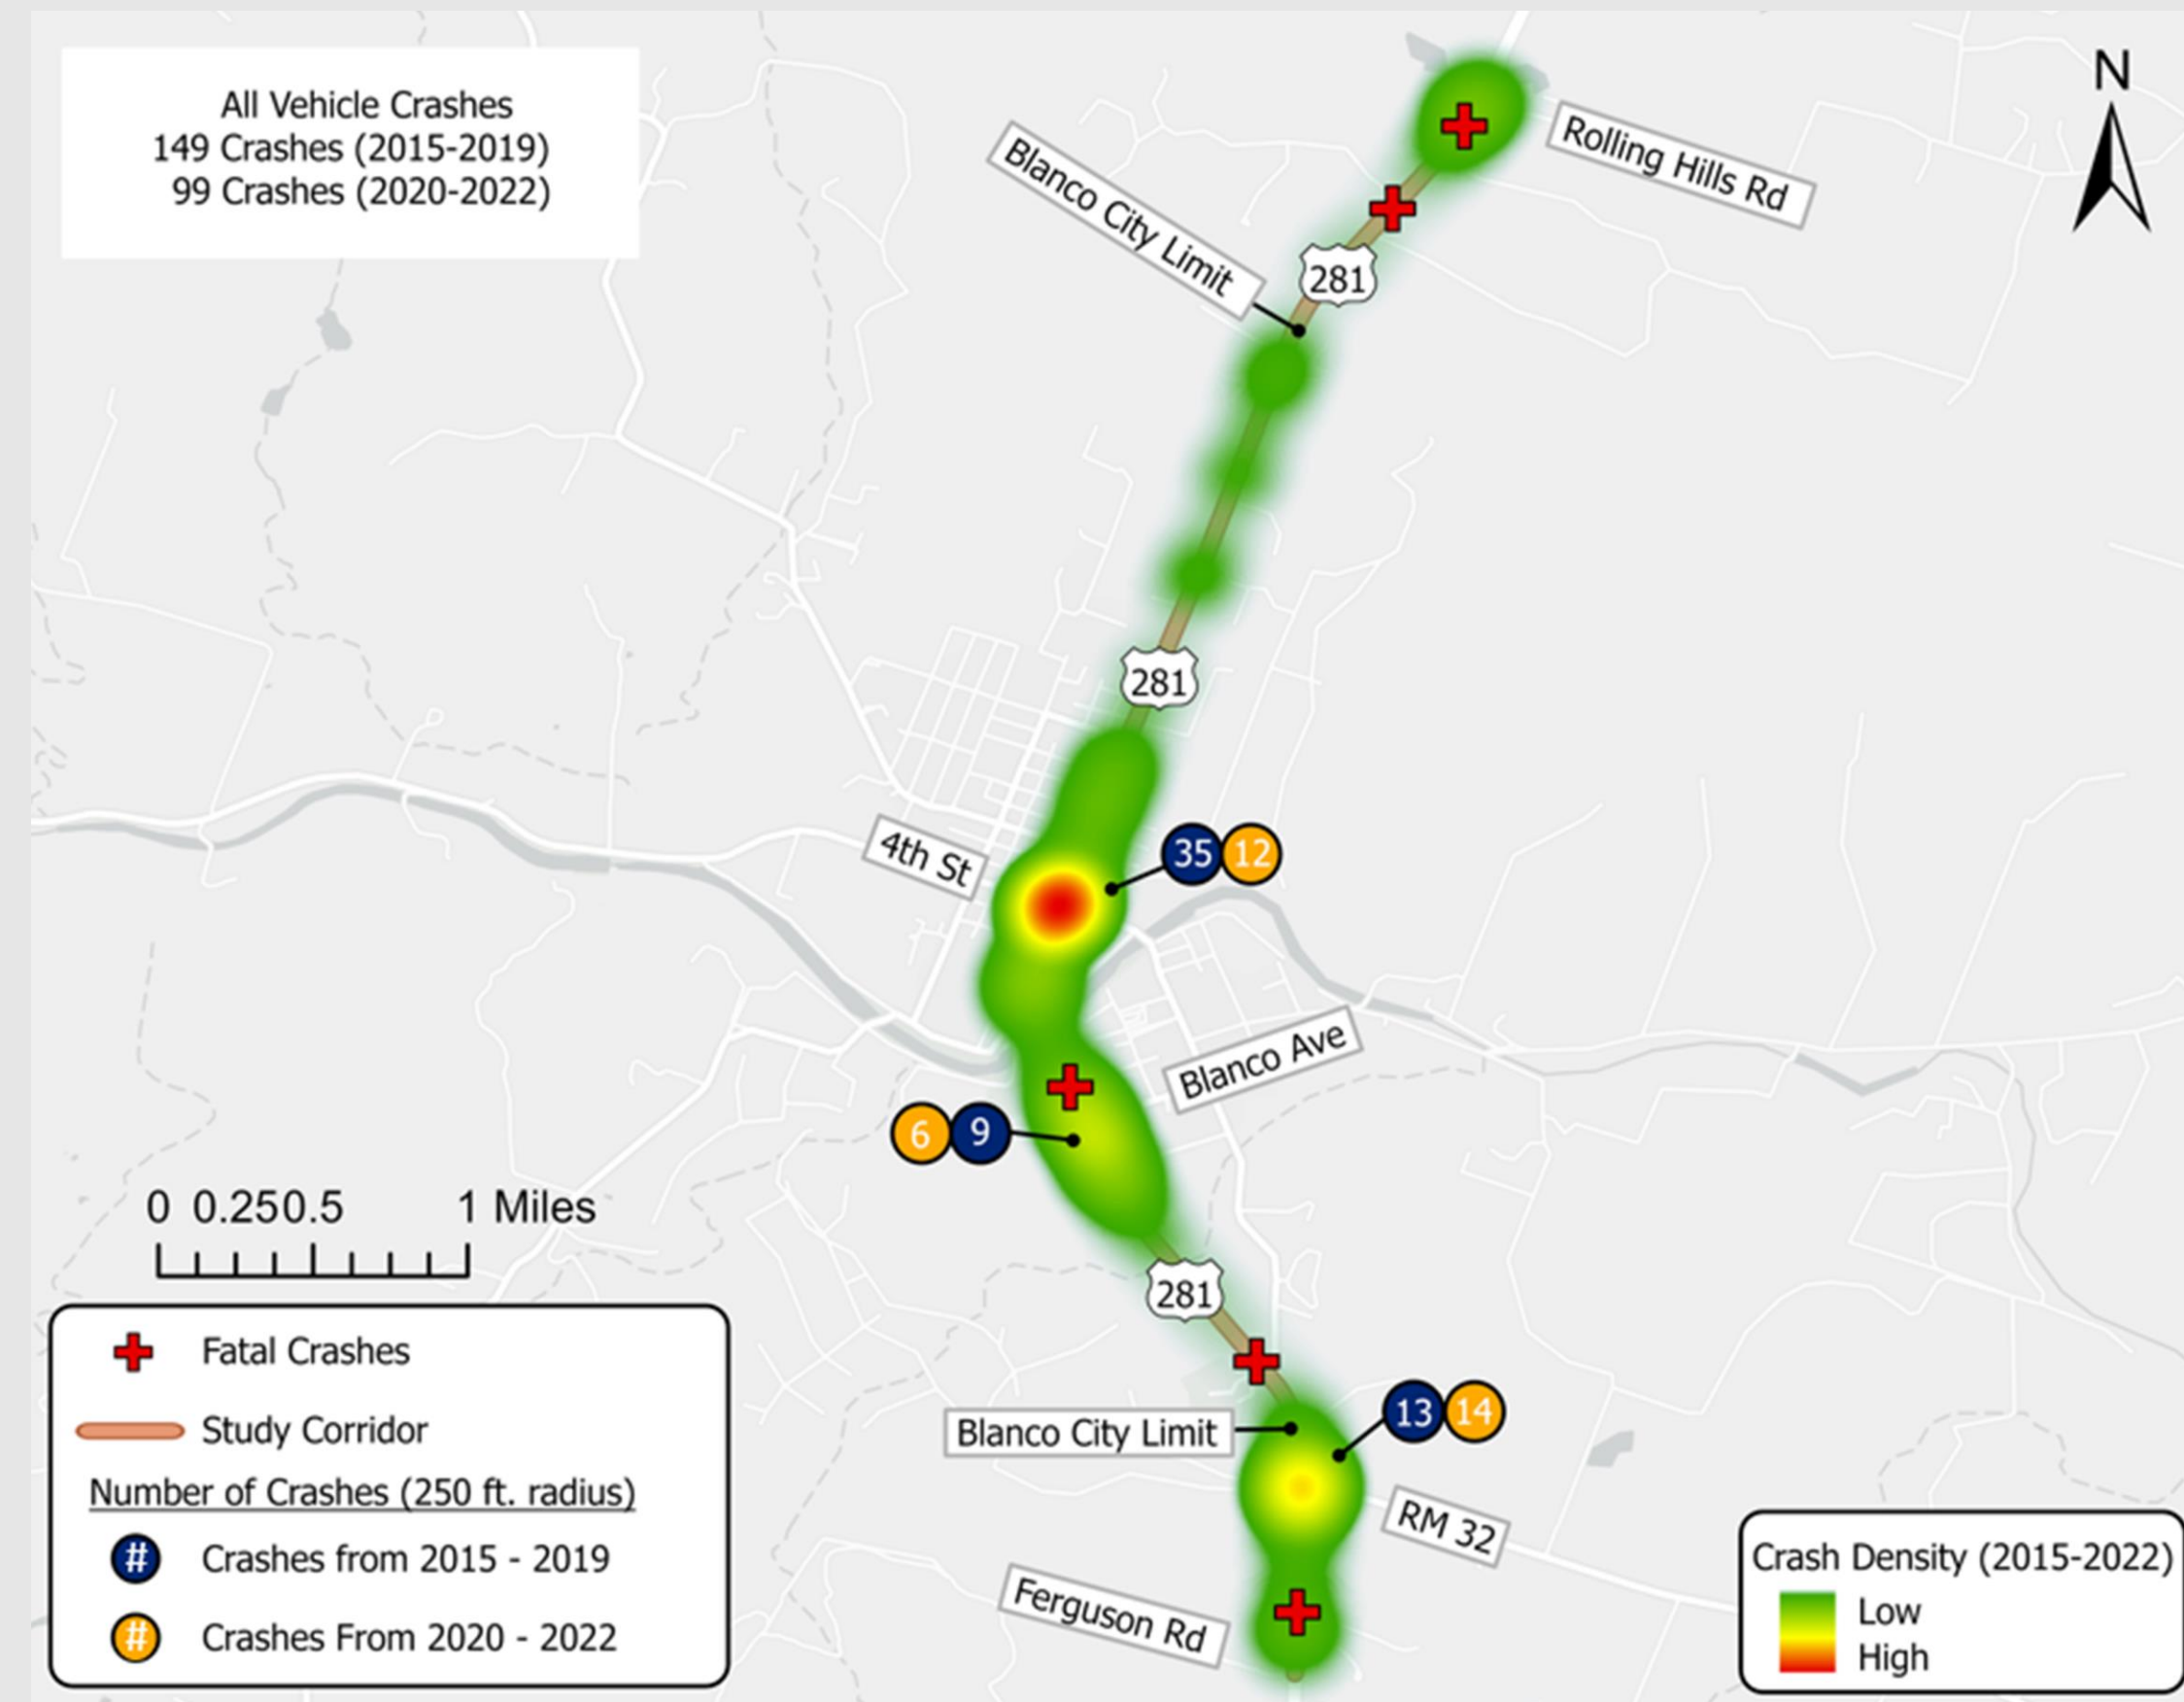 All Vehicle Crashes
149 Crashes (2015-2019)
99 Crashes (2020-2022)
N
Rolling Hills Rd
Blanco City Limit
281
281
4th St
35 12
Blanco Ave
6 9
281
Blanco City Limit
13 14
RM 32
Ferguson Rd
0 0.25 0.5 1 Miles
Fatal Crashes
Study Corridor
Number of Crashes (250 ft. radius)
# Crashes from 2015 - 2019
# Crashes From 2020 - 2022
Crash Density (2015-2022)
Low
High